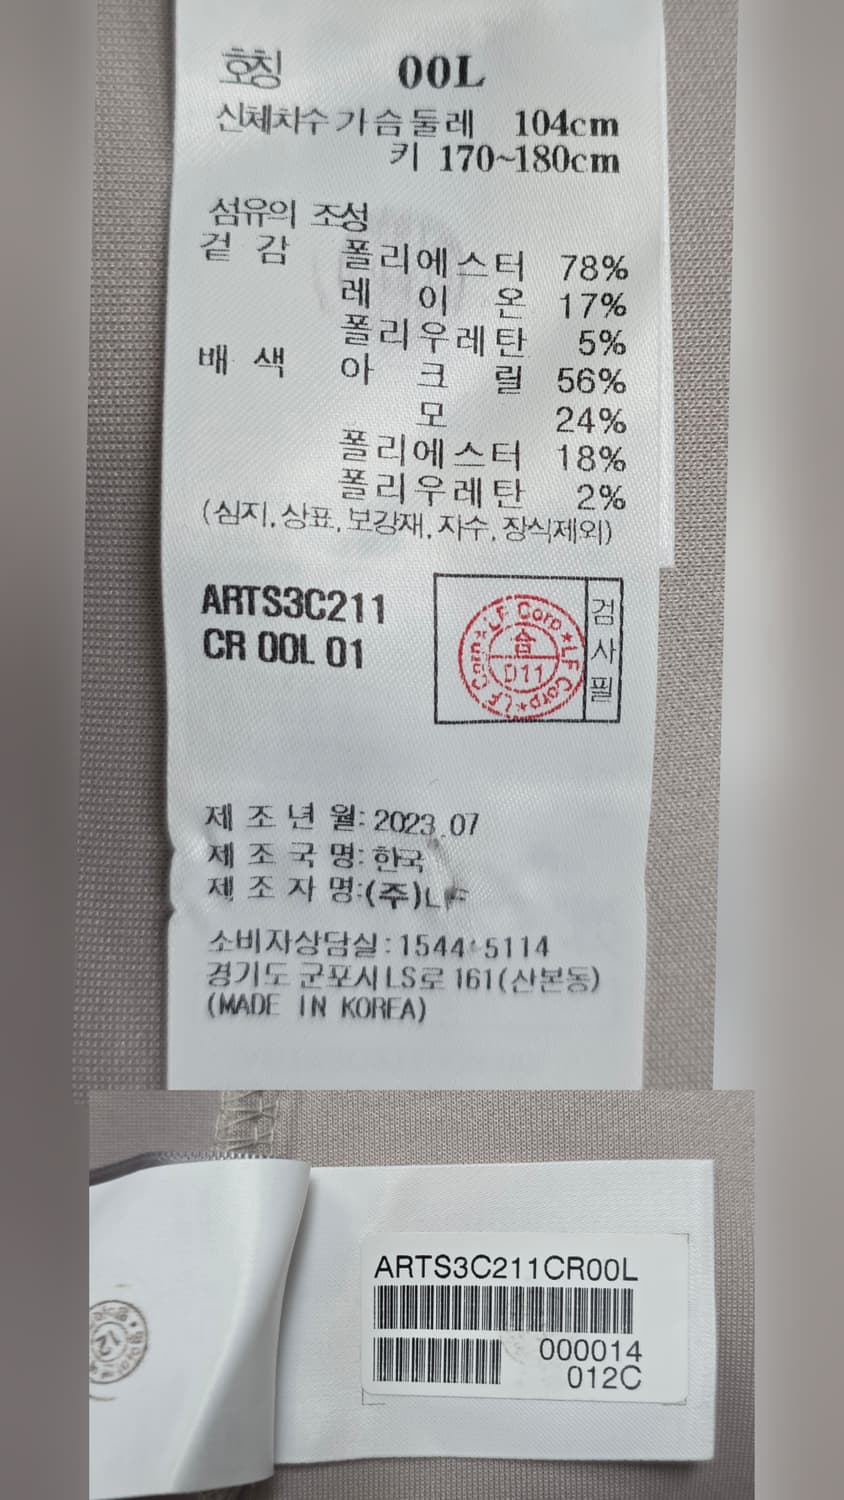 호칭 00L
신체치수 가슴둘레 104cm
키 170~180cm
섬유의 조성
겉감 폴리에스터 78%
레이온 17%
폴리우레탄 5%
배색 아크릴 56%
모 24%
폴리에스터 18%
폴리우레탄 2%
(심지, 상표, 보강재, 자수, 장식제외)
ARTS3C211
CR 00L 01
LF Corp★LF Corp★LF Corp★
合
D11
검사필
제조년월: 2023.07
제조국명: 한국
제조자명:(주)LF
소비자상담실:1544-5114
경기도 군포시 LS로 161(산본동)
(MADE IN KOREA)
12
ARTS3C211CR00L
000014
012C